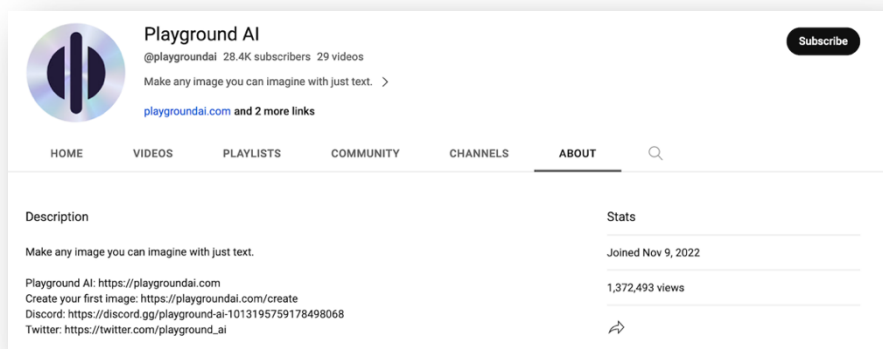 Playground AI
@playgroundai 28.4K subscribers 29 videos
Make any image you can imagine with just text.
playgroundai.com and 2 more links
Subscribe
HOME VIDEOS PLAYLISTS COMMUNITY CHANNELS ABOUT
Description
Make any image you can imagine with just text.
Playground AI: https://playgroundai.com
Create your first image: https://playgroundai.com/create
Discord: https://discord.gg/playground-ai-1013195759178498068
Twitter: https://twitter.com/playground_ai
Stats
Joined Nov 9, 2022
1,372,493 views